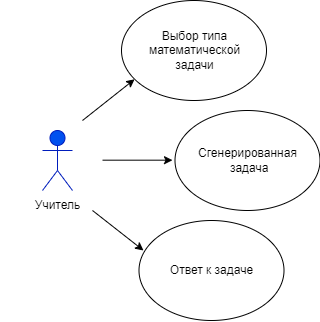 Выбор типа
математической
задачи
Сгенерированная
задача
Учитель
Ответ к задаче